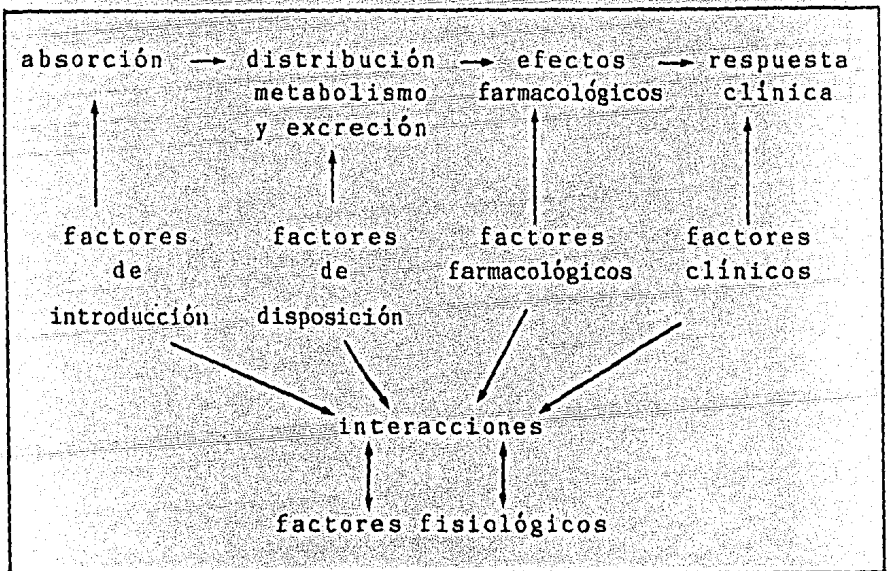 absorción → distribución → efectos → respuesta
metabolismo farmacológicos clínica
y excreción
factores factores factores factores
de de farmacológicos clínicos
introducción disposición
interacciones
factores fisiológicos